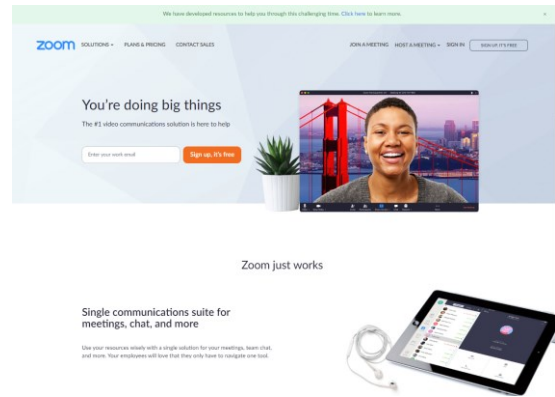 We have developed resources to help you through this challenging time. Click here to learn more.
zoom SOLUTIONS PLANS & PRICING CONTACT SALES JOIN A MEETING HOST A MEETING SIGN IN SIGN UP, IT'S FREE
You're doing big things
The #1 video communications solution is here to help
Enter your work email Sign up, it's free
Zoom just works
Single communications suite for
meetings, chat, and more
Use your resources wisely with a single solution for your meetings, team chat,
and more. Your employees will love that they only have to navigate one tool.